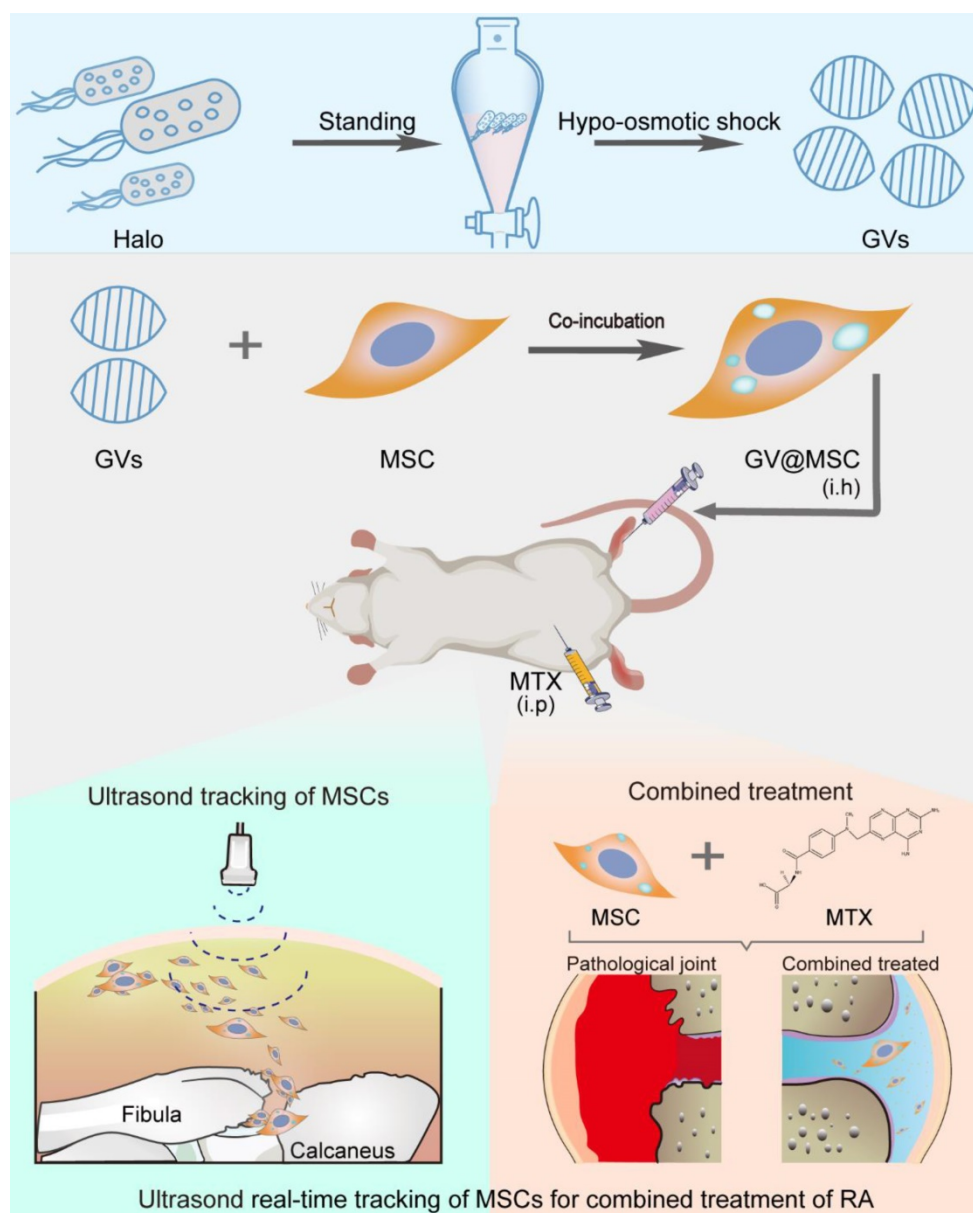 Standing
Hypo-osmotic shock
Halo
GVs
Co-incubation
GVs
MSC
GV@MSC
(i.h)
MTX
(i.p)
Ultrasond tracking of MSCs
Combined treatment
MSC
MTX
Pathological joint
Combined treated
Fibula
Calcaneus
Ultrasound real-time tracking of MSCs for combined treatment of RA